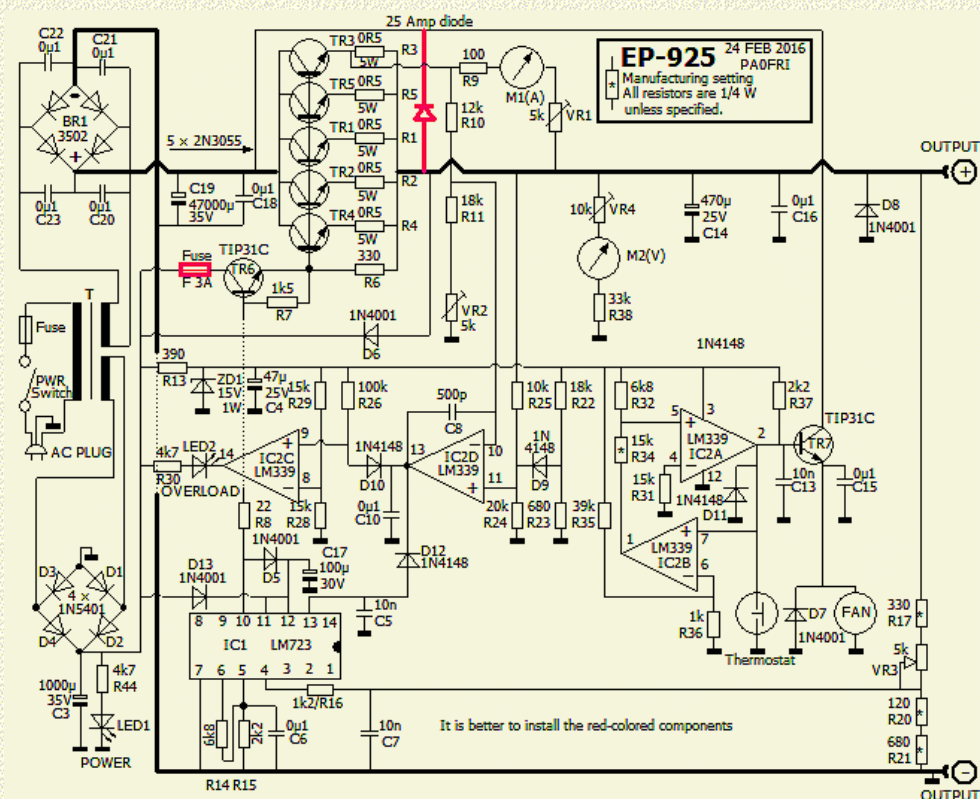 25 Amp diode
C22
0µ1
C21
0µ1
BR1
3502
-
+
0µ1
C23
0µ1
C20
5 x 2N3055
C19
47000µ
35V
0µ1
C18
TR3
0R5
5W
R3
TR5
0R5
5W
R5
TR1
0R5
5W
R1
TR2
0R5
5W
R2
TR4
0R5
5W
R4
100
R9
M1(A)
5k
VR1
12k
R10
EP-925
24 FEB 2016
PA0FRI
*
Manufacturing setting
All resistors are 1/4 W
unless specified.
OUTPUT
+
18k
R11
10k
VR4
M2(V)
33k
R38
470µ
25V
C14
0µ1
C16
D8
1N4001
Fuse
F 3A
TIP31C
TR6
330
R6
1k5
R7
VR2
5k
1N4001
D6
1N4148
T
Fuse
PWR
Switch
AC PLUG
390
R13
ZD1
15V
1W
47µ
25V
C4
15k
R29
100k
R26
500p
C8
10k
R25
18k
R22
6k8
R32
2k2
R37
TIP31C
TR7
4k7
R30
LED2
14
OVERLOAD
IC2C
LM339
9
8
+
-
1N4148
D10
13
IC2D
LM339
10
11
-
+
1N
4148
D9
*
15k
R34
5
4
3
12
2
LM339
IC2A
+
-
15k
R31
1N4148
D11
10n
C13
0µ1
C15
22
R8
15k
R28
0µ1
C10
20k
R24
680
R23
39k
R35
1
LM339
IC2B
7
6
+
-
1N4001
D5
C17
100µ
30V
D12
1N4148
D13
1N4001
D3
D1
4 x
1N5401
D4
D2
10n
C5
1k
R36
Thermostat
D7
1N4001
FAN
330
R17
*
5k
VR3
8 9 10 11 12 13 14
IC1 LM723
7 6 5 4 3 2 1
1000µ
35V
C3
4k7
R44
LED1
POWER
6k8
2k2
R14 R15
0µ1
C6
1k2/R16
10n
C7
It is better to install the red-colored components
120
R20
*
680
R21
*
-
OUTPUT